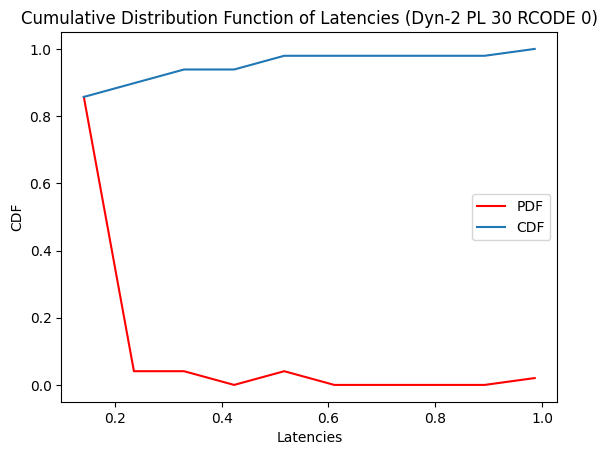 Cumulative Distribution Function of Latencies (Dyn-2 PL 30 RCODE 0)
1.0
0.8
0.6
0.4
0.2
0.0
CDF
PDF
CDF
0.2 0.4 0.6 0.8 1.0
Latencies